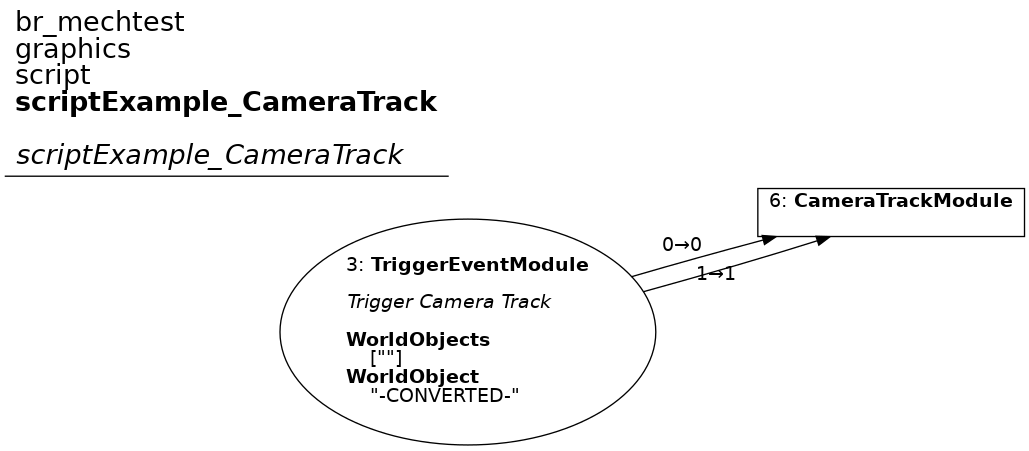 br_mechtest
graphics
script
scriptExample_CameraTrack
scriptExample_CameraTrack
6: CameraTrackModule
0→0
1→1
3: TriggerEventModule
Trigger Camera Track
WorldObjects
[""]
WorldObject
"-CONVERTED-"